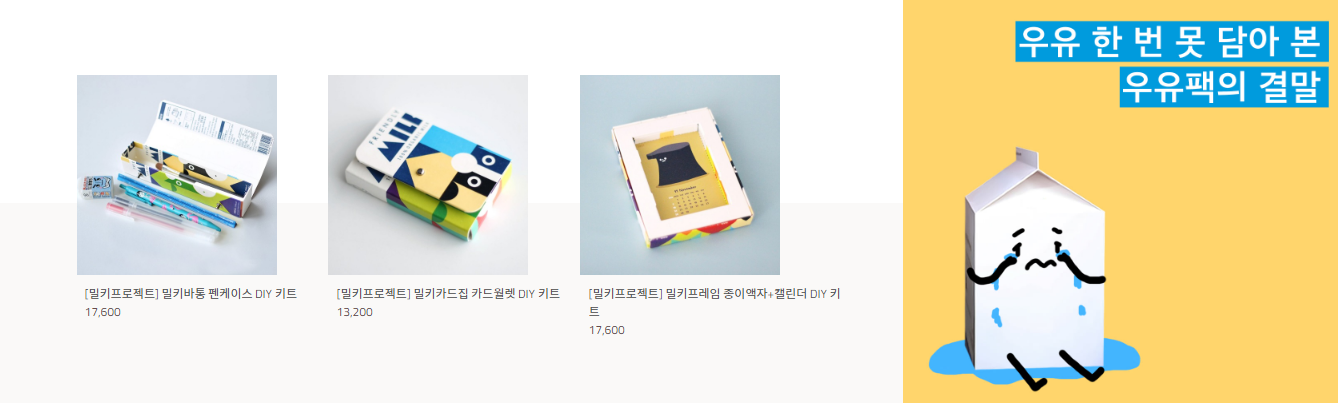 [밀키프로젝트] 밀키바통 펜케이스 DIY 키트
17,600
FRIENDLY
MILK
[밀키프로젝트] 밀키카드집 카드월렛 DIY 키트
13,200
[밀키프로젝트] 밀키프레임 종이액자+캘린더 DIY 키
트
17,600
우유 한 번 못 담아 본
우유팩의 결말